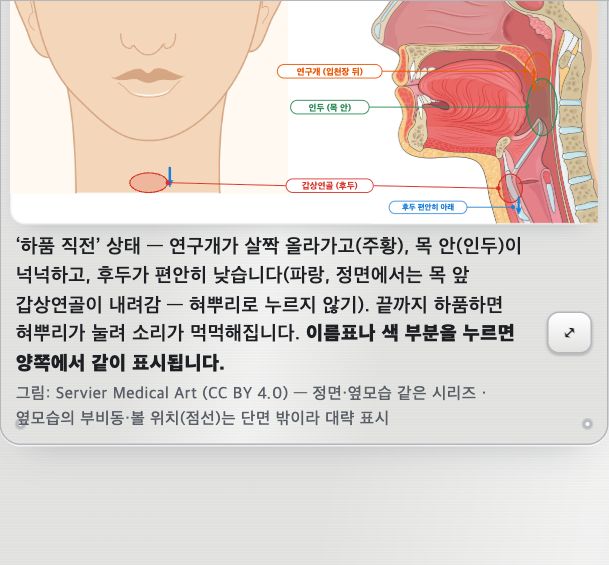 연구개 (입천장 뒤)
인두 (목 안)
갑상연골 (후두)
후두 편안히 아래
‘하품 직전’ 상태 — 연구개가 살짝 올라가고(주황), 목 안(인두)이
넉넉하고, 후두가 편안히 낮습니다(파랑, 정면에서는 목 앞
갑상연골이 내려감 — 혀뿌리로 누르지 않기). 끝까지 하품하면
혀뿌리가 눌려 소리가 먹먹해집니다. 이름표나 색 부분을 누르면
양쪽에서 같이 표시됩니다.
그림: Servier Medical Art (CC BY 4.0) — 정면·옆모습 같은 시리즈 ·
옆모습의 부비동·볼 위치(점선)는 단면 밖이라 대략 표시